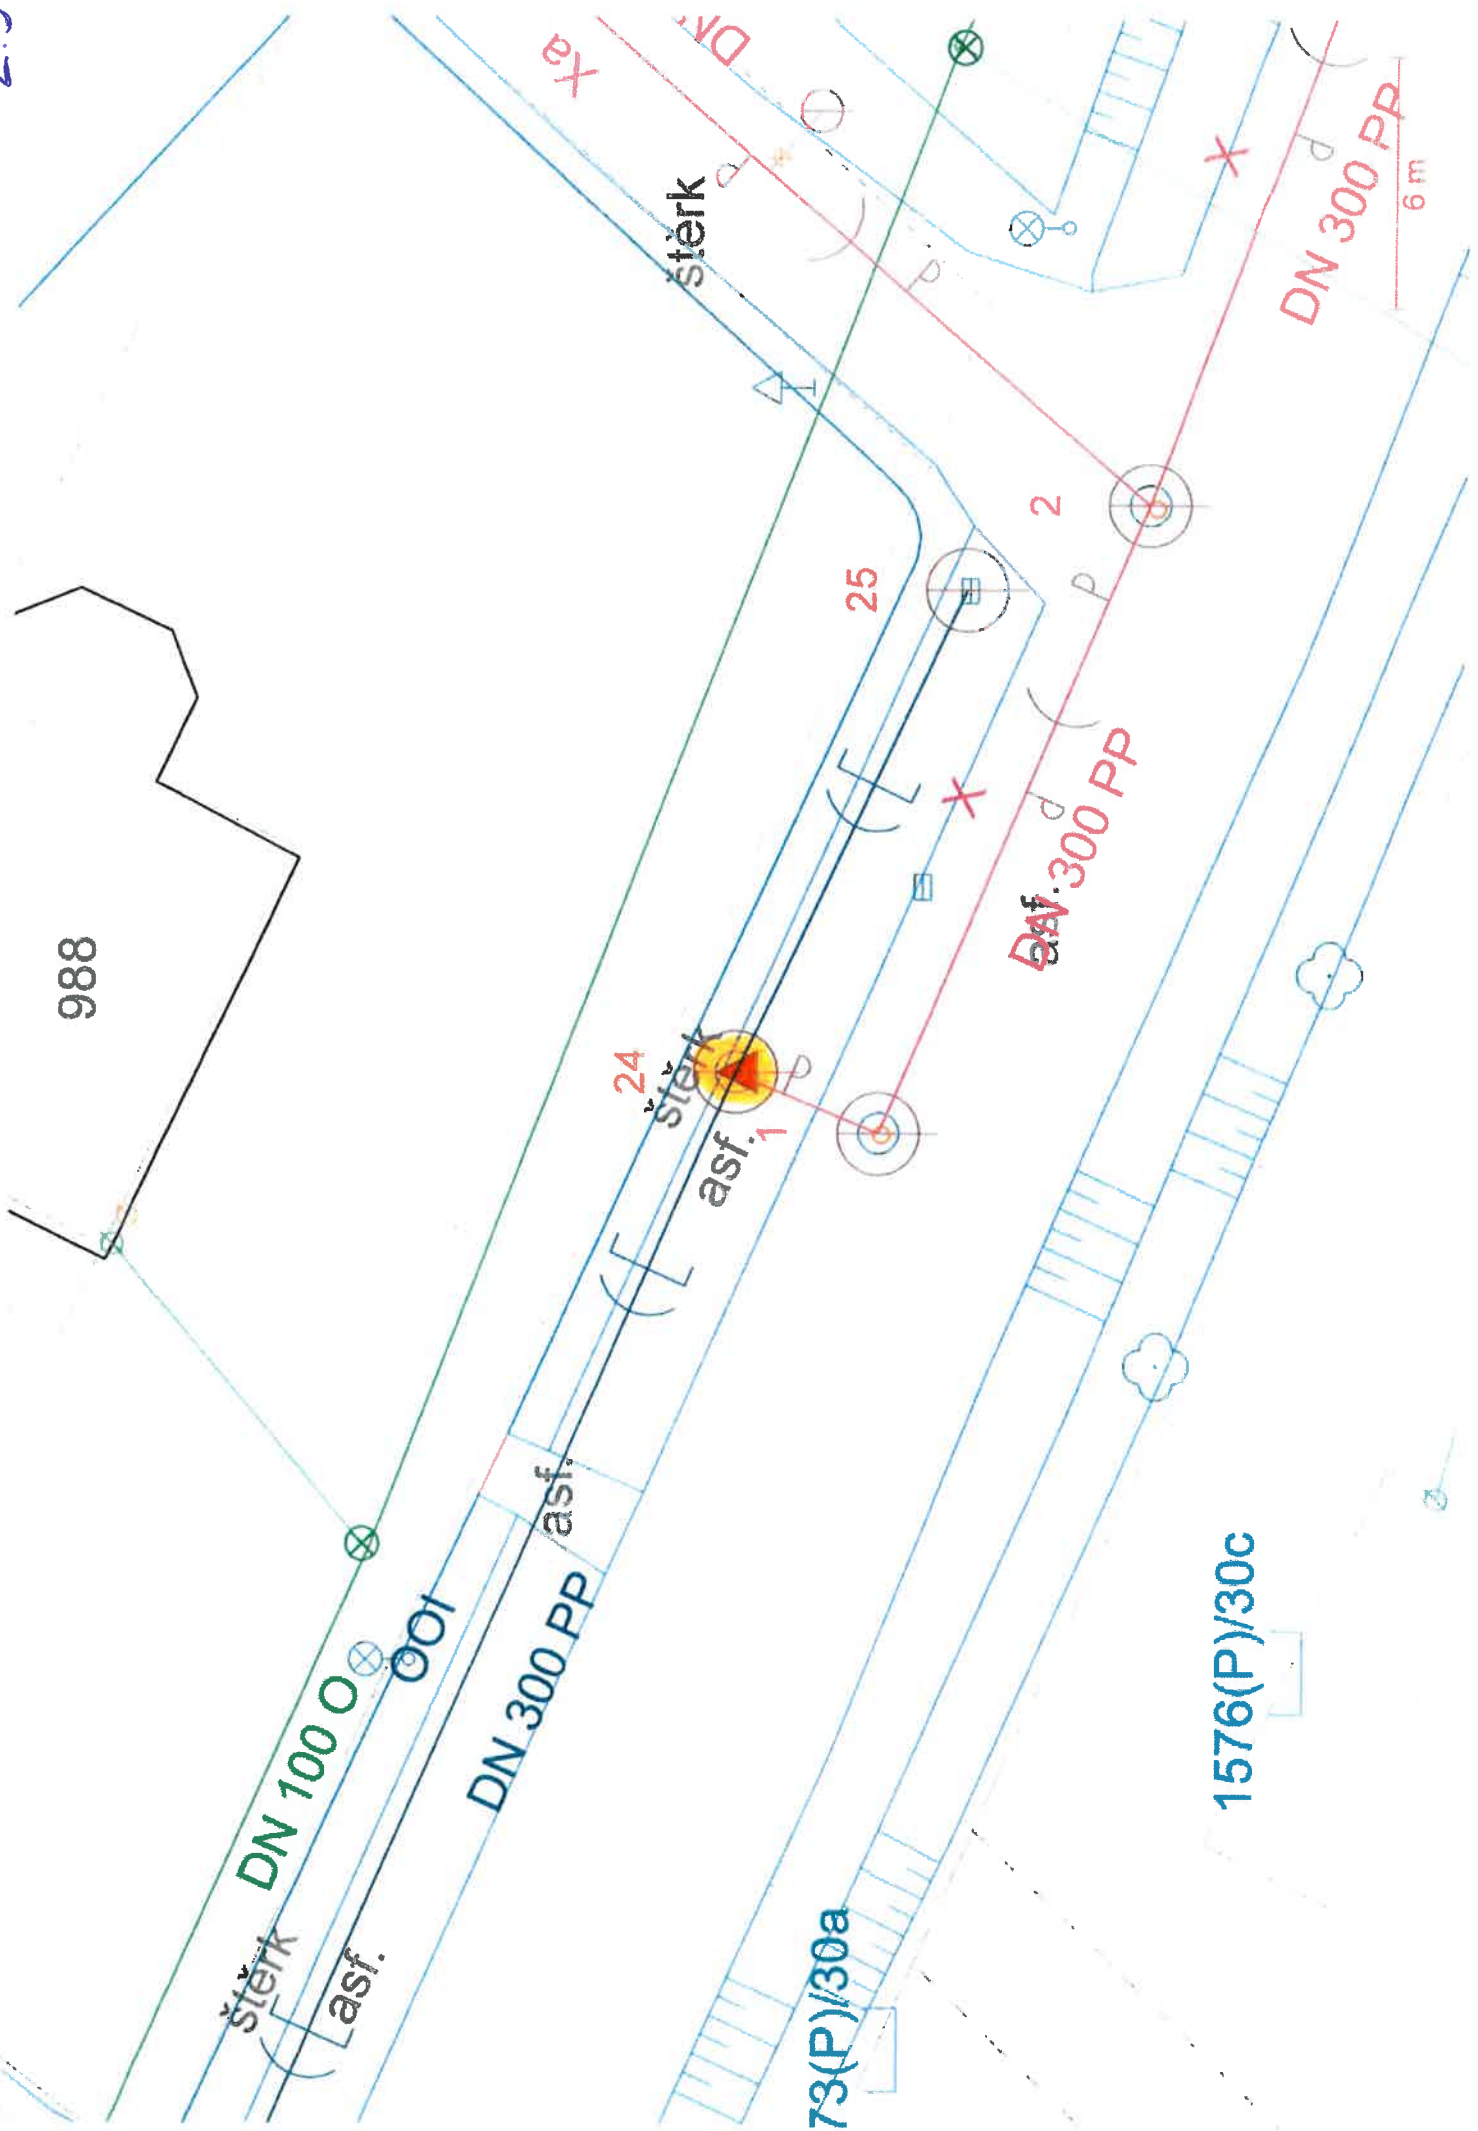 Xa
štěrk
DN 300 PP
6 m
2
25
DN 300 PP
asf.
988
24
štěrk
1
asf.
asf.
OOI
DN 300 PP
DN 100 O
štěrk
asf.
73(P)/30a
1576(P)/30c